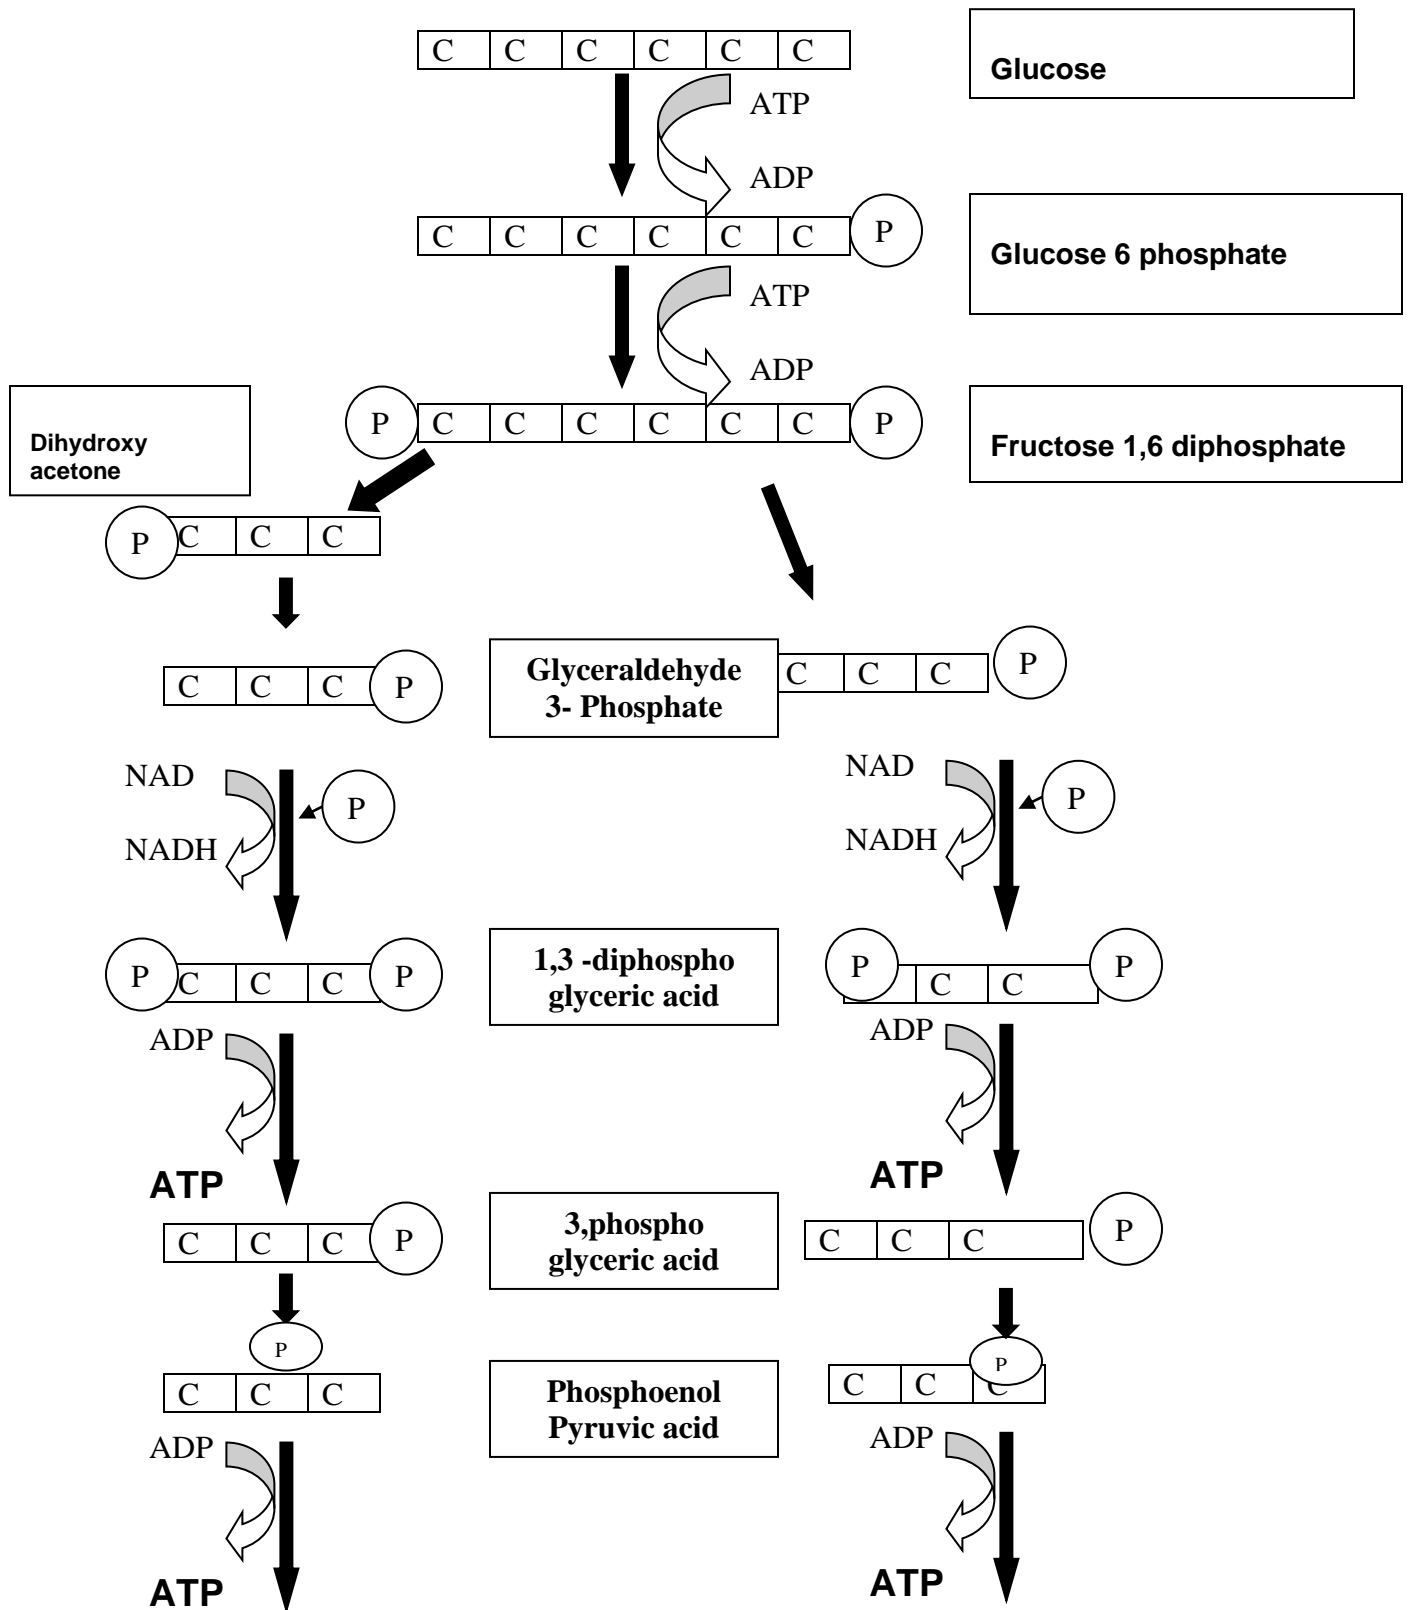 C C C C C C
Glucose
ATP
ADP
C C C C C C P
Glucose 6 phosphate
ATP
ADP
P C C C C C C P
Fructose 1,6 diphosphate
Dihydroxy
acetone
P C C C
C C C P
Glyceraldehyde
3- Phosphate
C C C P
NAD
P
NADH
NAD
P
NADH
P C C C P
1,3 -diphospho
glyceric acid
P C C P
ADP
ATP
ADP
ATP
C C C P
3,phospho
glyceric acid
C C C P
P
C C C
Phosphoenol
Pyruvic acid
P
C C C
ADP
ATP
ADP
ATP